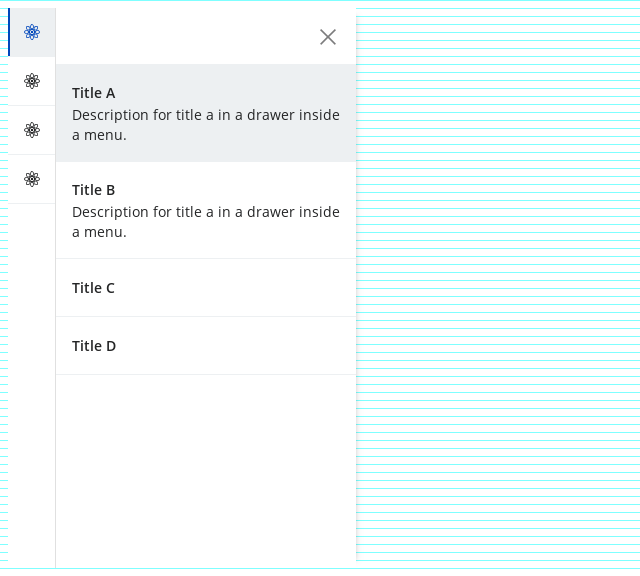 Title A
Description for title a in a drawer inside
a menu.
Title B
Description for title a in a drawer inside
a menu.
Title C
Title D